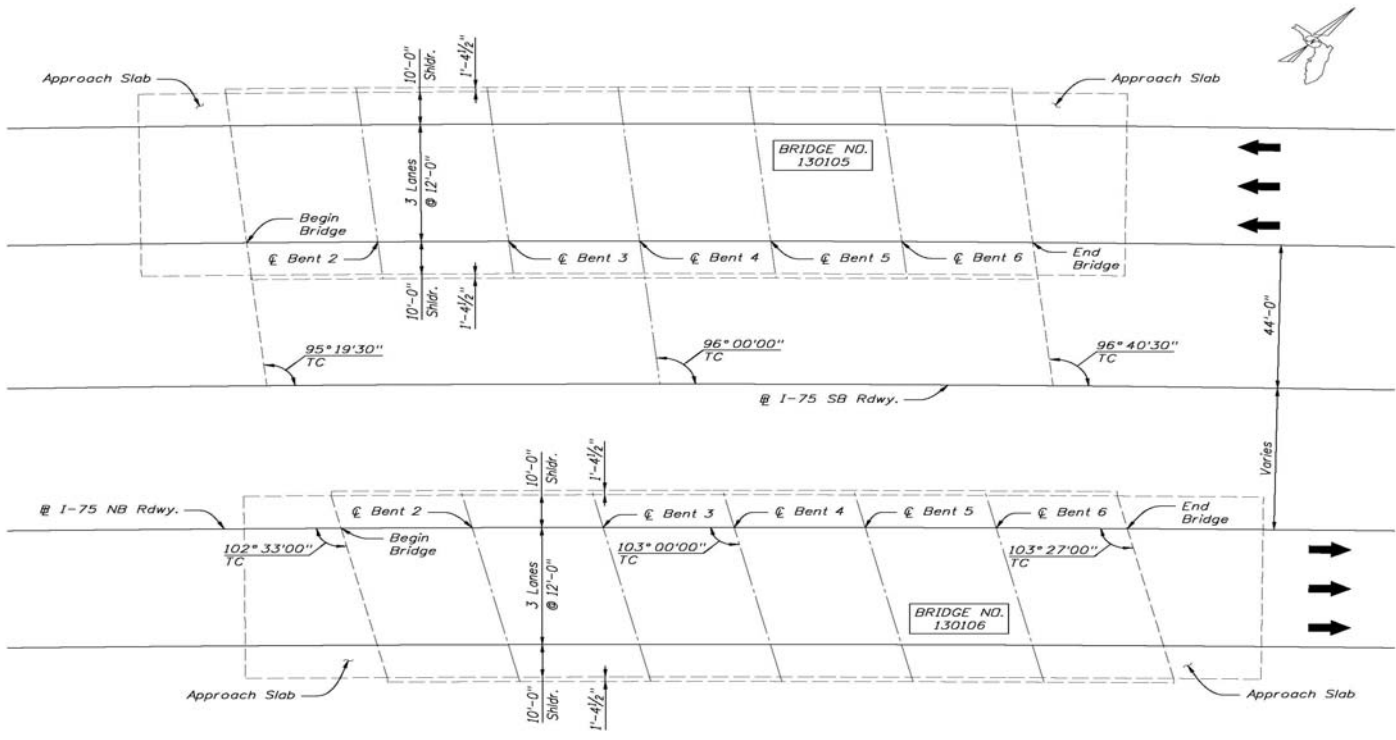 10'-0"
Shldr.
1'-4½"
Approach Slab
Approach Slab
BRIDGE NO.
130105
3 Lanes
@ 12'-0"
Begin
Bridge
℄ Bent 2
℄ Bent 3
℄ Bent 4
℄ Bent 5
℄ Bent 6
End
Bridge
10'-0"
Shldr.
1'-4½"
44'-0"
95°19'30"
TC
96°00'00"
TC
96°40'30"
TC
℄ I-75 SB Rdwy.
Varies
10'-0"
Shldr.
1'-4½"
℄ I-75 NB Rdwy.
℄ Bent 2
℄ Bent 3
℄ Bent 4
℄ Bent 5
℄ Bent 6
End
Bridge
Begin
Bridge
102°33'00"
TC
103°00'00"
TC
103°27'00"
TC
3 Lanes
@ 12'-0"
BRIDGE NO.
130106
Approach Slab
10'-0"
Shldr.
1'-4½"
Approach Slab